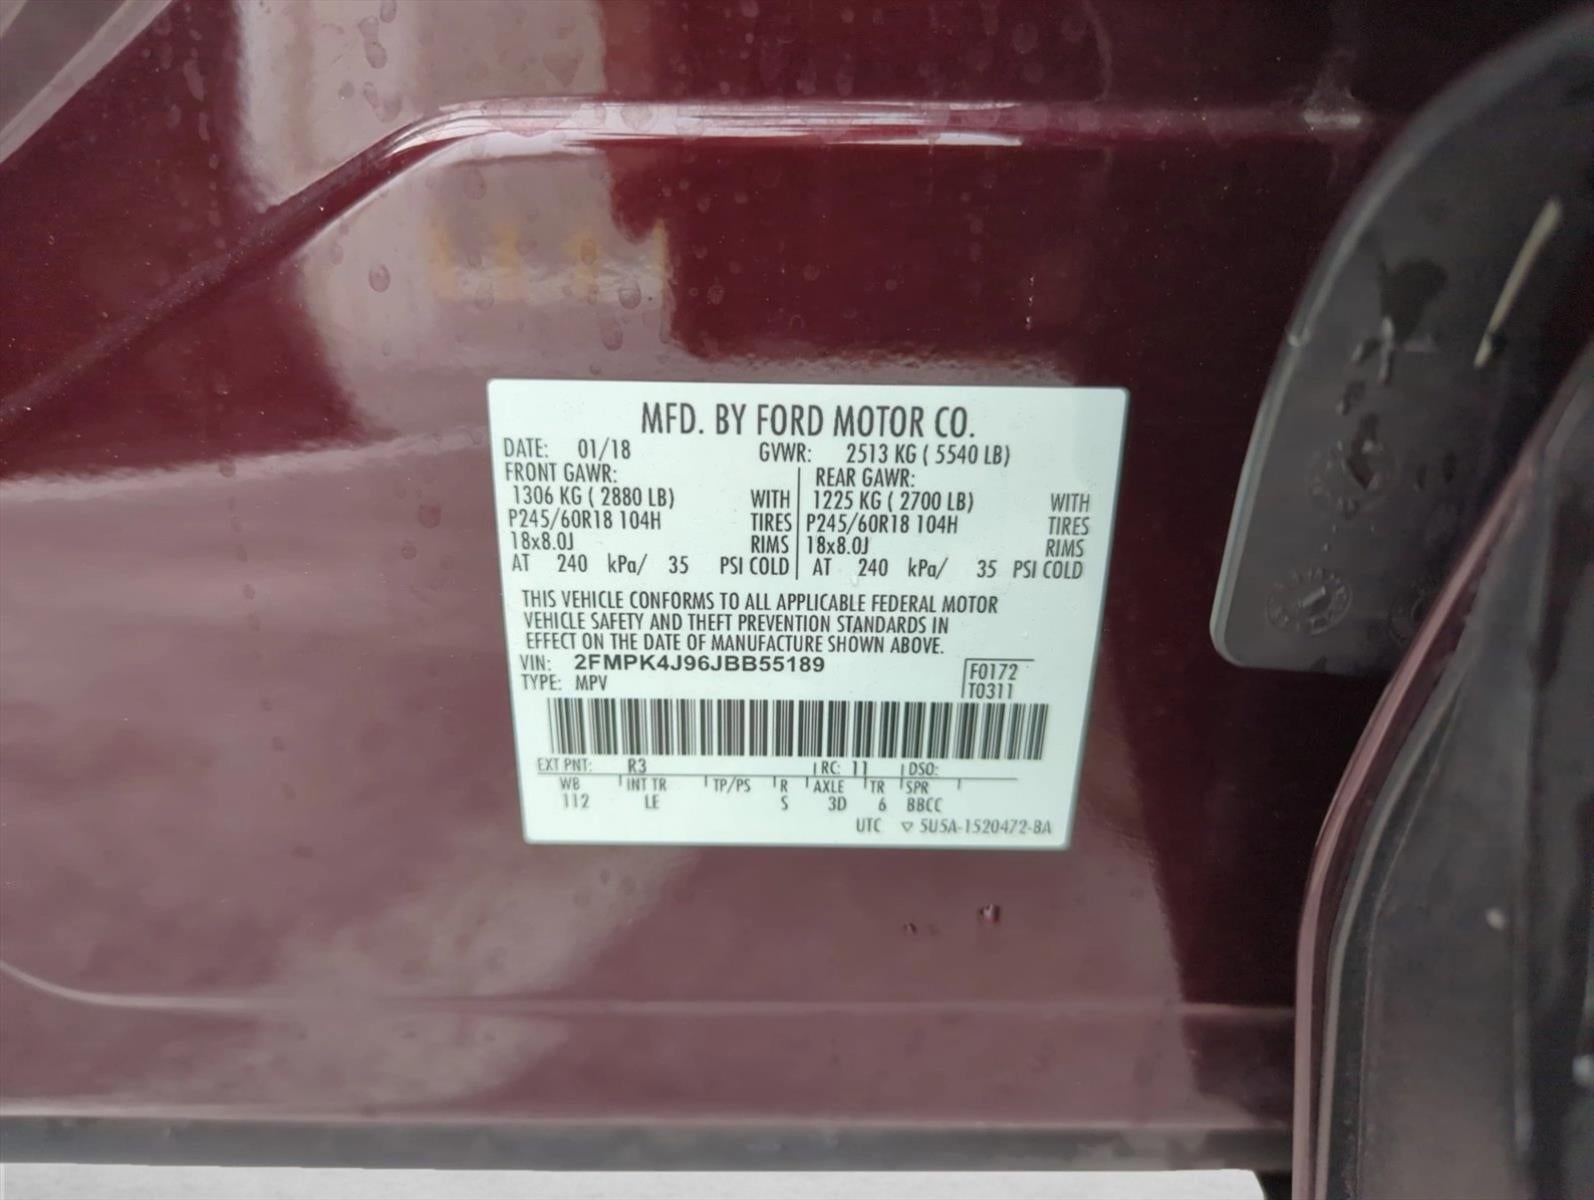 MFD. BY FORD MOTOR CO.
DATE: 01/18 GVWR: 2513 KG ( 5540 LB)
FRONT GAWR: REAR GAWR:
1306 KG ( 2880 LB) WITH 1225 KG ( 2700 LB) WITH
P245/60R18 104H TIRES P245/60R18 104H TIRES
18x8.0J RIMS 18x8.0J RIMS
AT 240 kPa/ 35 PSI COLD AT 240 kPa/ 35 PSI COLD
THIS VEHICLE CONFORMS TO ALL APPLICABLE FEDERAL MOTOR
VEHICLE SAFETY AND THEFT PREVENTION STANDARDS IN
EFFECT ON THE DATE OF MANUFACTURE SHOWN ABOVE.
VIN: 2FMPK4J96JBB55189 F0172
TYPE: MPV T0311
EXT PNT: R3 RC: 11 DSO:
WB INT TR TP/PS R AXLE TR SPR
112 LE S 3D 6 BBCC
UTC ▽ 5U5A-1520472-BA